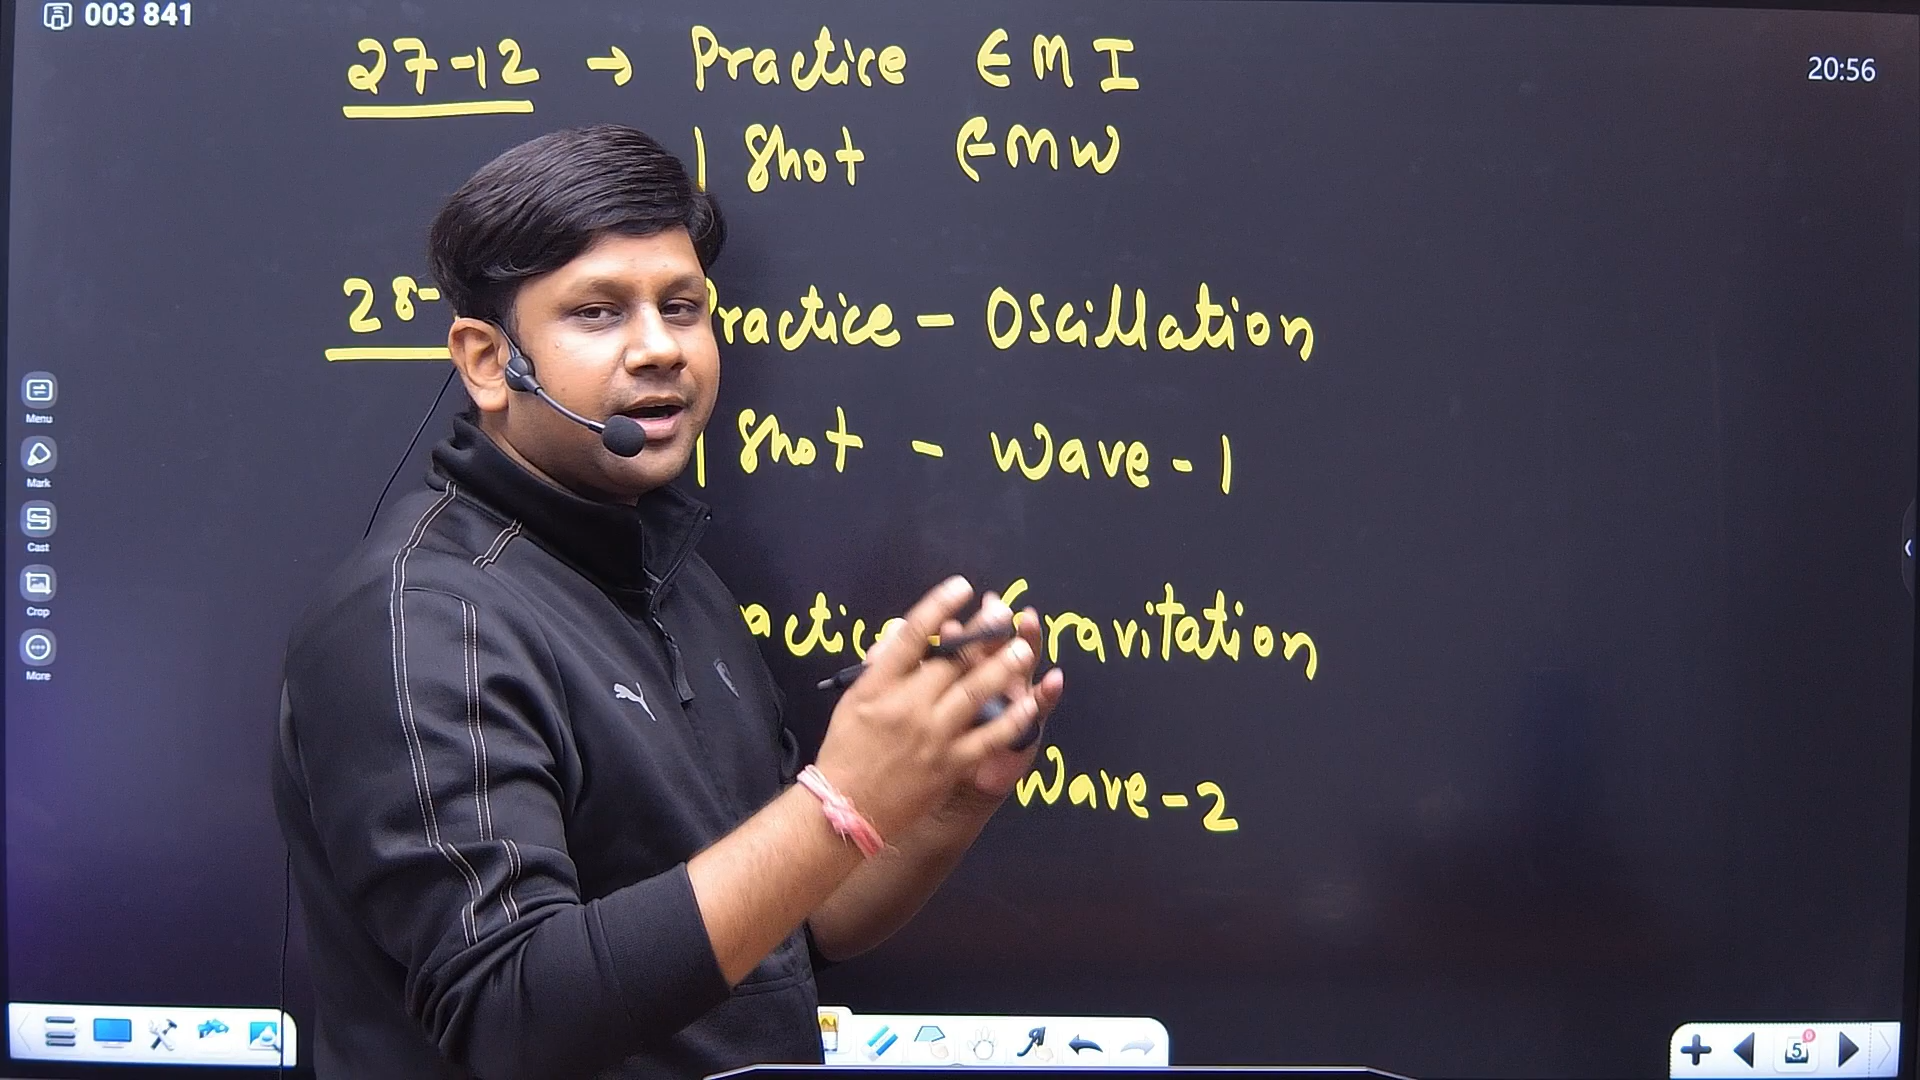 003 841
20:56
27-12 → Practice EMI
1 Shot EMW
28- Practice - Oscillation
1 Shot - Wave-1
actice - Gravitation
Wave-2
Menu
Mark
Cast
Crop
More
5